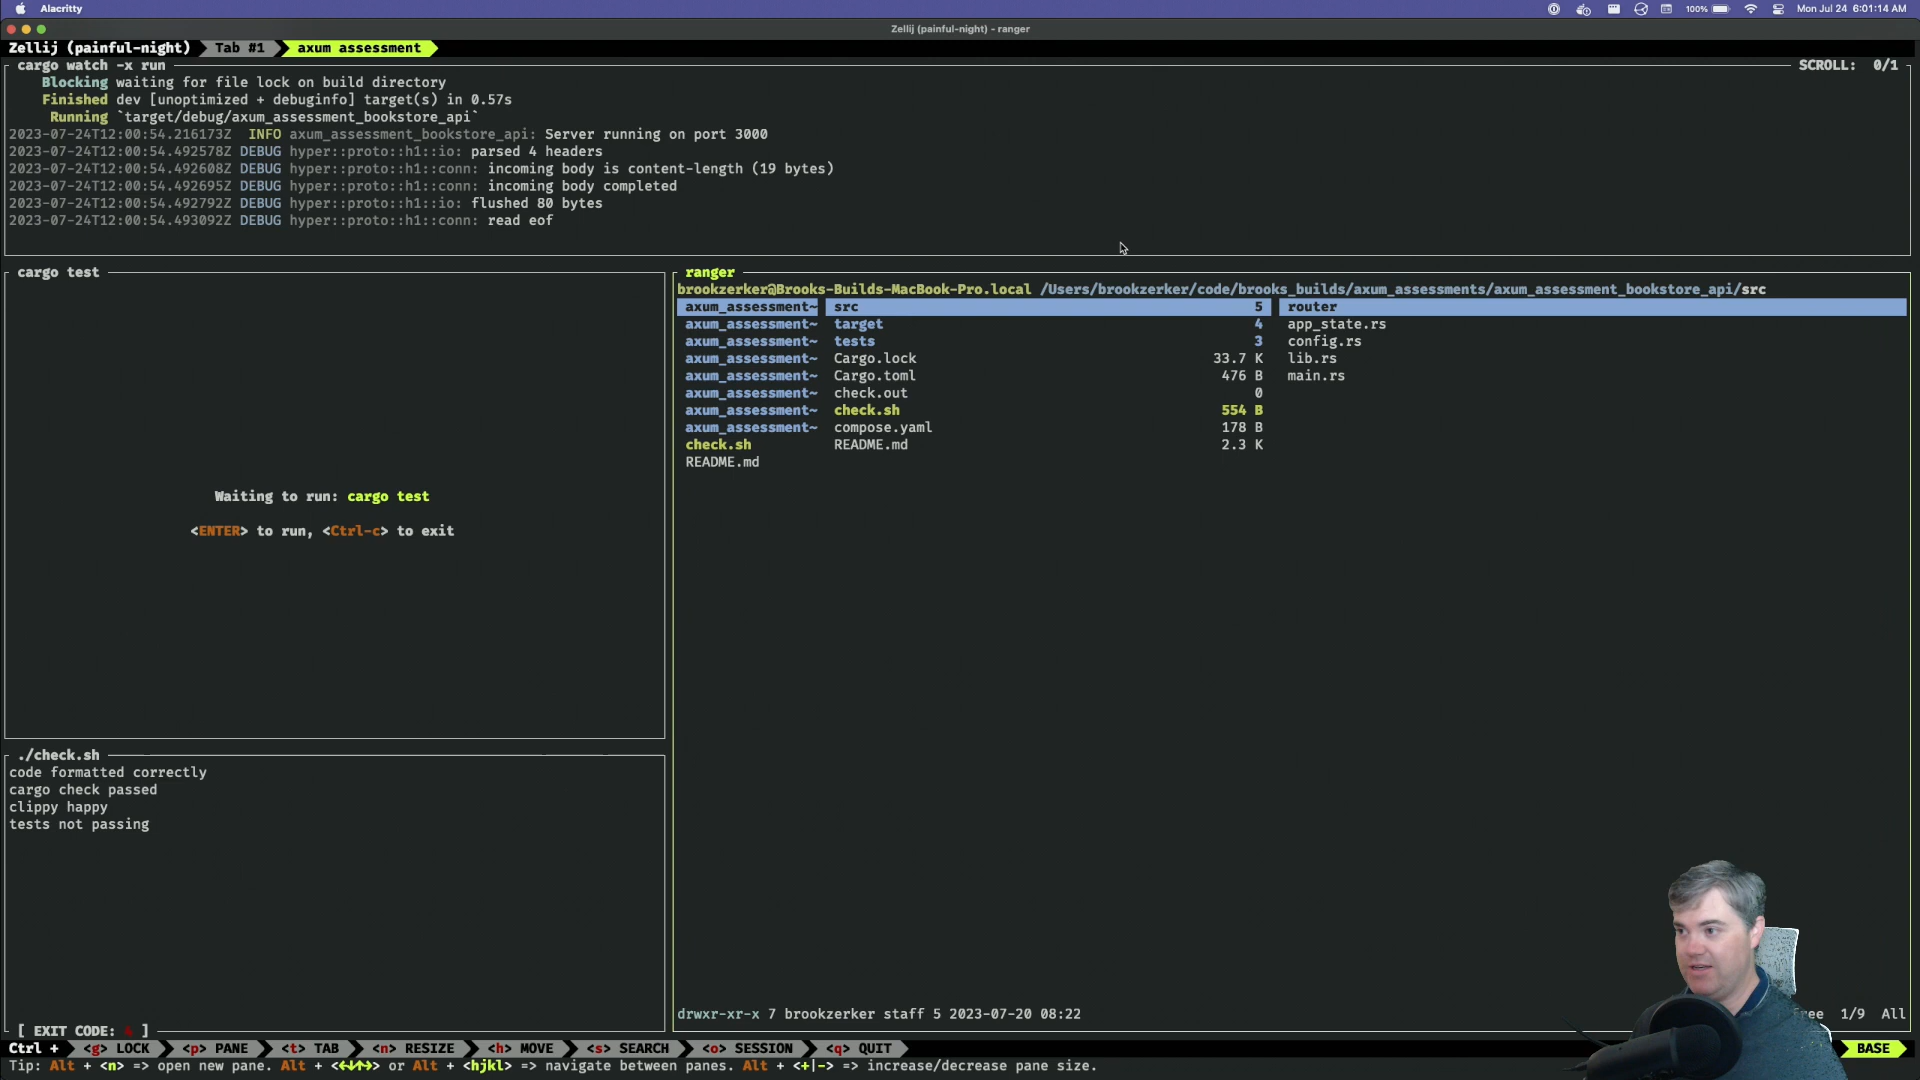 Alacritty
100%
Mon Jul 24 6:01:14 AM
Zellij (painful-night) - ranger
Zellij (painful-night) Tab #1 axum assessment
cargo watch -x run
SCROLL: 0/1
Blocking waiting for file lock on build directory
Finished dev [unoptimized + debuginfo] target(s) in 0.57s
Running `target/debug/axum_assessment_bookstore_api`
2023-07-24T12:00:54.216173Z INFO axum_assessment_bookstore_api: Server running on port 3000
2023-07-24T12:00:54.492578Z DEBUG hyper::proto::h1::io: parsed 4 headers
2023-07-24T12:00:54.492608Z DEBUG hyper::proto::h1::conn: incoming body is content-length (19 bytes)
2023-07-24T12:00:54.492695Z DEBUG hyper::proto::h1::conn: incoming body completed
2023-07-24T12:00:54.492792Z DEBUG hyper::proto::h1::io: flushed 80 bytes
2023-07-24T12:00:54.493092Z DEBUG hyper::proto::h1::conn: read eof
cargo test
Waiting to run: cargo test
<ENTER> to run, <Ctrl-c> to exit
./check.sh
code formatted correctly
cargo check passed
clippy happy
tests not passing
[ EXIT CODE: ]
ranger
brookzerker@Brooks-Builds-MacBook-Pro.local /Users/brookzerker/code/brooks_builds/axum_assessments/axum_assessment_bookstore_api/src
axum_assessment~ src 5 router
axum_assessment~ target 4 app_state.rs
axum_assessment~ tests 3 config.rs
axum_assessment~ Cargo.lock 33.7 K lib.rs
axum_assessment~ Cargo.toml 476 B main.rs
axum_assessment~ check.out 0
axum_assessment~ check.sh 554 B
axum_assessment~ compose.yaml 178 B
check.sh README.md 2.3 K
README.md
drwxr-xr-x 7 brookzerker staff 5 2023-07-20 08:22
1/9 All
Ctrl + <g> LOCK <p> PANE <t> TAB <n> RESIZE <h> MOVE <s> SEARCH <o> SESSION <q> QUIT
BASE
Tip: Alt + <n> => open new pane. Alt + <←↓↑→> or Alt + <hjkl> => navigate between panes. Alt + <+|-> => increase/decrease pane size.